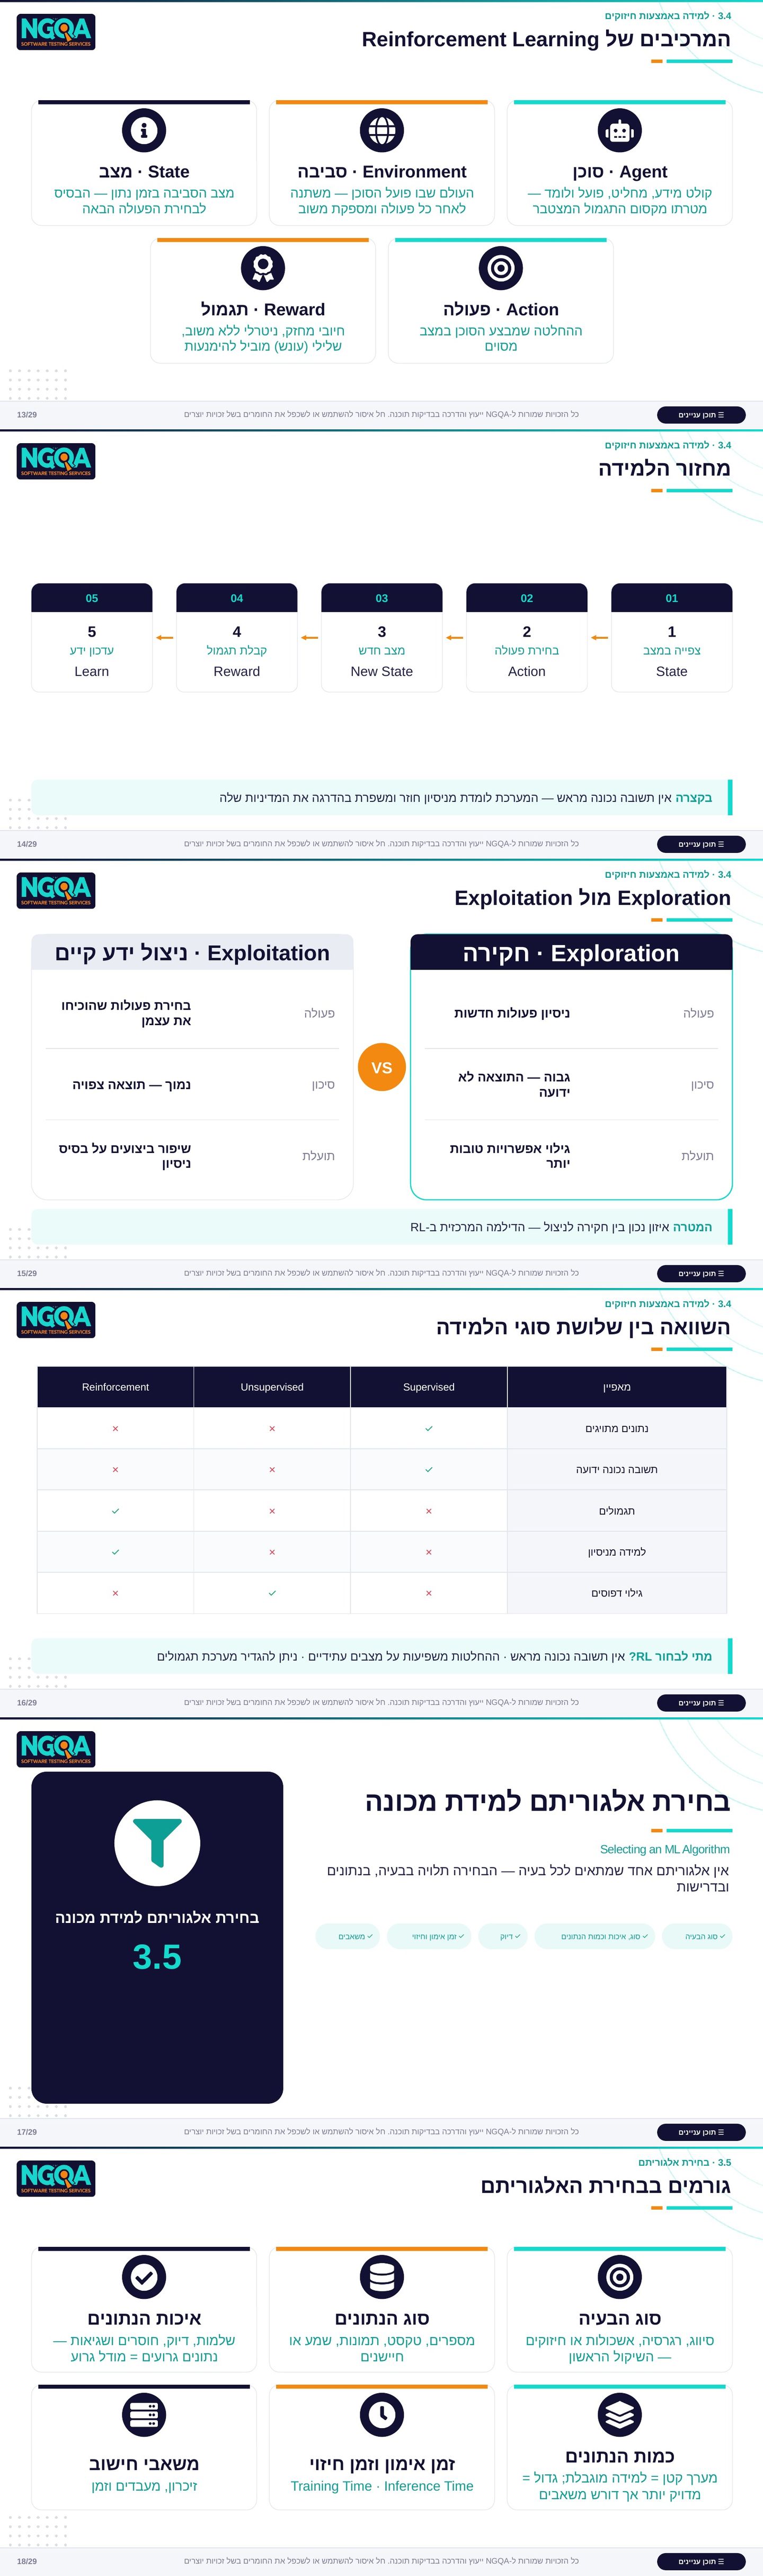 3.4 · למידה באמצעות חיזוקים
NGQA
SOFTWARE TESTING SERVICES
המרכיבים של Reinforcement Learning
Agent · סוכן
קולט מידע, מחליט, פועל ולומד —
מטרתו מקסום התגמול המצטבר
Environment · סביבה
העולם שבו פועל הסוכן — משתנה
לאחר כל פעולה ומספקת משוב
State · מצב
מצב הסביבה בזמן נתון — הבסיס
לבחירת הפעולה הבאה
Action · פעולה
ההחלטה שמבצע הסוכן במצב
מסוים
Reward · תגמול
חיובי מחזק, ניטרלי ללא משוב,
שלילי (עונש) מוביל להימנעות
☰ תוכן עניינים
כל הזכויות שמורות ל-NGQA ייעוץ והדרכה בבדיקות תוכנה. חל איסור להשתמש או לשכפל את החומרים בשל זכויות יוצרים
13/29
3.4 · למידה באמצעות חיזוקים
NGQA
SOFTWARE TESTING SERVICES
מחזור הלמידה
01
1
צפייה במצב
State
02
2
בחירת פעולה
Action
03
3
מצב חדש
New State
04
4
קבלת תגמול
Reward
05
5
עדכון ידע
Learn
בקצרה אין תשובה נכונה מראש — המערכת לומדת מניסיון חוזר ומשפרת בהדרגה את המדיניות שלה
☰ תוכן עניינים
כל הזכויות שמורות ל-NGQA ייעוץ והדרכה בבדיקות תוכנה. חל איסור להשתמש או לשכפל את החומרים בשל זכויות יוצרים
14/29
3.4 · למידה באמצעות חיזוקים
NGQA
SOFTWARE TESTING SERVICES
Exploration מול Exploitation
Exploration · חקירה
פעולה
ניסיון פעולות חדשות
סיכון
גבוה — התוצאה לא
ידועה
תועלת
גילוי אפשרויות טובות
יותר
VS
Exploitation · ניצול ידע קיים
פעולה
בחירת פעולות שהוכיחו
את עצמן
סיכון
נמוך — תוצאה צפויה
תועלת
שיפור ביצועים על בסיס
ניסיון
המטרה איזון נכון בין חקירה לניצול — הדילמה המרכזית ב-RL
☰ תוכן עניינים
כל הזכויות שמורות ל-NGQA ייעוץ והדרכה בבדיקות תוכנה. חל איסור להשתמש או לשכפל את החומרים בשל זכויות יוצרים
15/29
3.4 · למידה באמצעות חיזוקים
NGQA
SOFTWARE TESTING SERVICES
השוואה בין שלושת סוגי הלמידה
מאפיין Supervised Unsupervised Reinforcement
נתונים מתויגים ✓ × ×
תשובה נכונה ידועה ✓ × ×
תגמולים × × ✓
למידה מניסיון × × ✓
גילוי דפוסים × ✓ ×
מתי לבחור RL? אין תשובה נכונה מראש · ההחלטות משפיעות על מצבים עתידיים · ניתן להגדיר מערכת תגמולים
☰ תוכן עניינים
כל הזכויות שמורות ל-NGQA ייעוץ והדרכה בבדיקות תוכנה. חל איסור להשתמש או לשכפל את החומרים בשל זכויות יוצרים
16/29
NGQA
SOFTWARE TESTING SERVICES
בחירת אלגוריתם למידת מכונה
Selecting an ML Algorithm
אין אלגוריתם אחד שמתאים לכל בעיה — הבחירה תלויה בבעיה, בנתונים
ובדרישות
✓ סוג הבעיה
✓ סוג, איכות וכמות הנתונים
✓ דיוק
✓ זמן אימון וחיזוי
✓ משאבים
בחירת אלגוריתם למידת מכונה
3.5
☰ תוכן עניינים
כל הזכויות שמורות ל-NGQA ייעוץ והדרכה בבדיקות תוכנה. חל איסור להשתמש או לשכפל את החומרים בשל זכויות יוצרים
17/29
3.5 · בחירת אלגוריתם
NGQA
SOFTWARE TESTING SERVICES
גורמים בבחירת האלגוריתם
סוג הבעיה
סיווג, רגרסיה, אשכולות או חיזוקים
— השיקול הראשון
סוג הנתונים
מספרים, טקסט, תמונות, שמע או
חיישנים
איכות הנתונים
שלמות, דיוק, חוסרים ושגיאות —
נתונים גרועים = מודל גרוע
כמות הנתונים
מערך קטן = למידה מוגבלת; גדול =
מדויק יותר אך דורש משאבים
זמן אימון וזמן חיזוי
Training Time · Inference Time
משאבי חישוב
זיכרון, מעבדים וזמן
☰ תוכן עניינים
כל הזכויות שמורות ל-NGQA ייעוץ והדרכה בבדיקות תוכנה. חל איסור להשתמש או לשכפל את החומרים בשל זכויות יוצרים
18/29